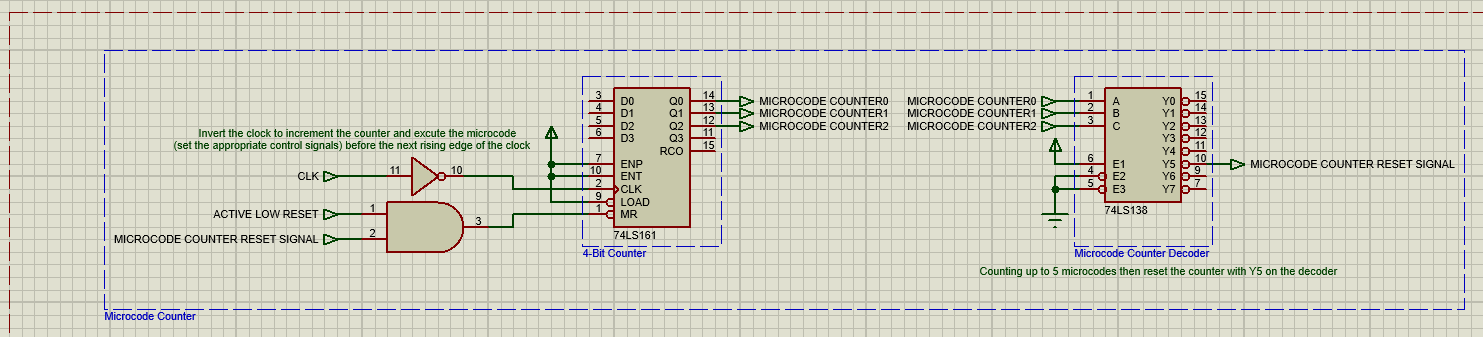 Invert the clock to increment the counter and excute the microcode
(set the appropriate control signals) before the next rising edge of the clock
CLK
11
10
ACTIVE LOW RESET
1
MICROCODE COUNTER RESET SIGNAL
2
3
3 D0 Q0 14
4 D1 Q1 13
5 D2 Q2 12
6 D3 Q3 11
RCO 15
7 ENP
10 ENT
2 CLK
9 LOAD
1 MR
74LS161
4-Bit Counter
MICROCODE COUNTER0
MICROCODE COUNTER1
MICROCODE COUNTER2
MICROCODE COUNTER0
MICROCODE COUNTER1
MICROCODE COUNTER2
1 A Y0 15
2 B Y1 14
3 C Y2 13
Y3 12
Y4 11
6 E1 Y5 10
4 E2 Y6 9
5 E3 Y7 7
74LS138
MICROCODE COUNTER RESET SIGNAL
Microcode Counter Decoder
Counting up to 5 microcodes then reset the counter with Y5 on the decoder
Microcode Counter